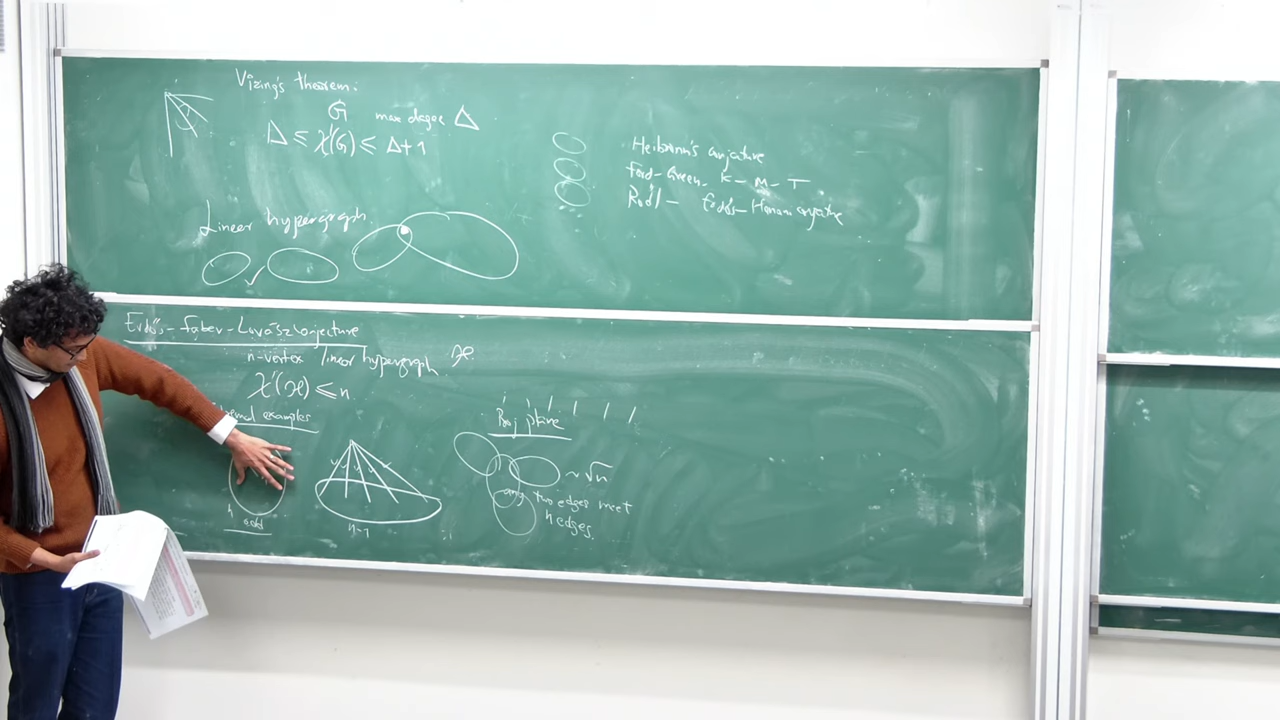 Vizing's theorem:
G max degree Δ
Δ ≤ χ'(G) ≤ Δ+1
Heilbronn's conjecture
Ford-Green-K-M-T
Rödl - Erdős-Hanani conjecture
Linear hypergraph
Erdős-Faber-Lovász conjecture
n-vertex linear hypergraph ℋ
χ'(ℋ) ≤ n
examples
Proj plane
~√n
any two edges meet
n edges.
n
odd
n-1